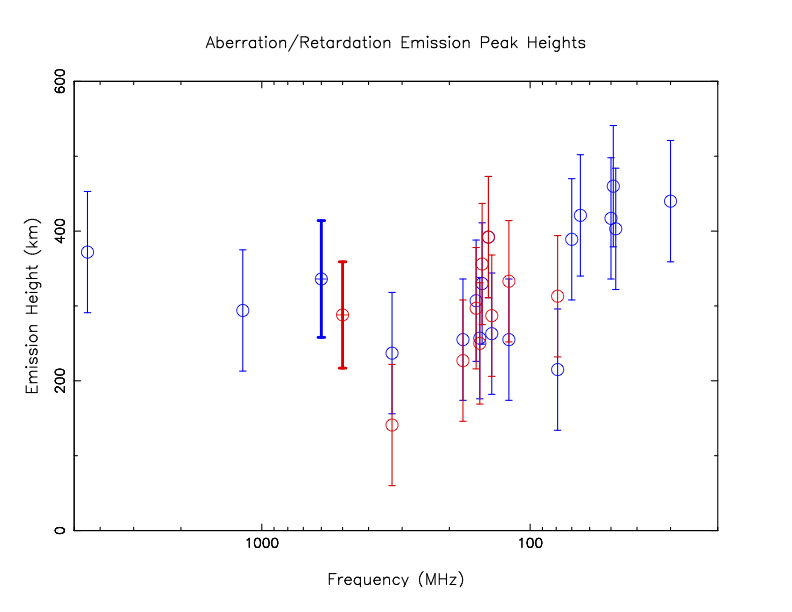 Aberration/Retardation Emission Peak Heights
600
400
200
0
Emission Height (km)
1000
100
Frequency (MHz)